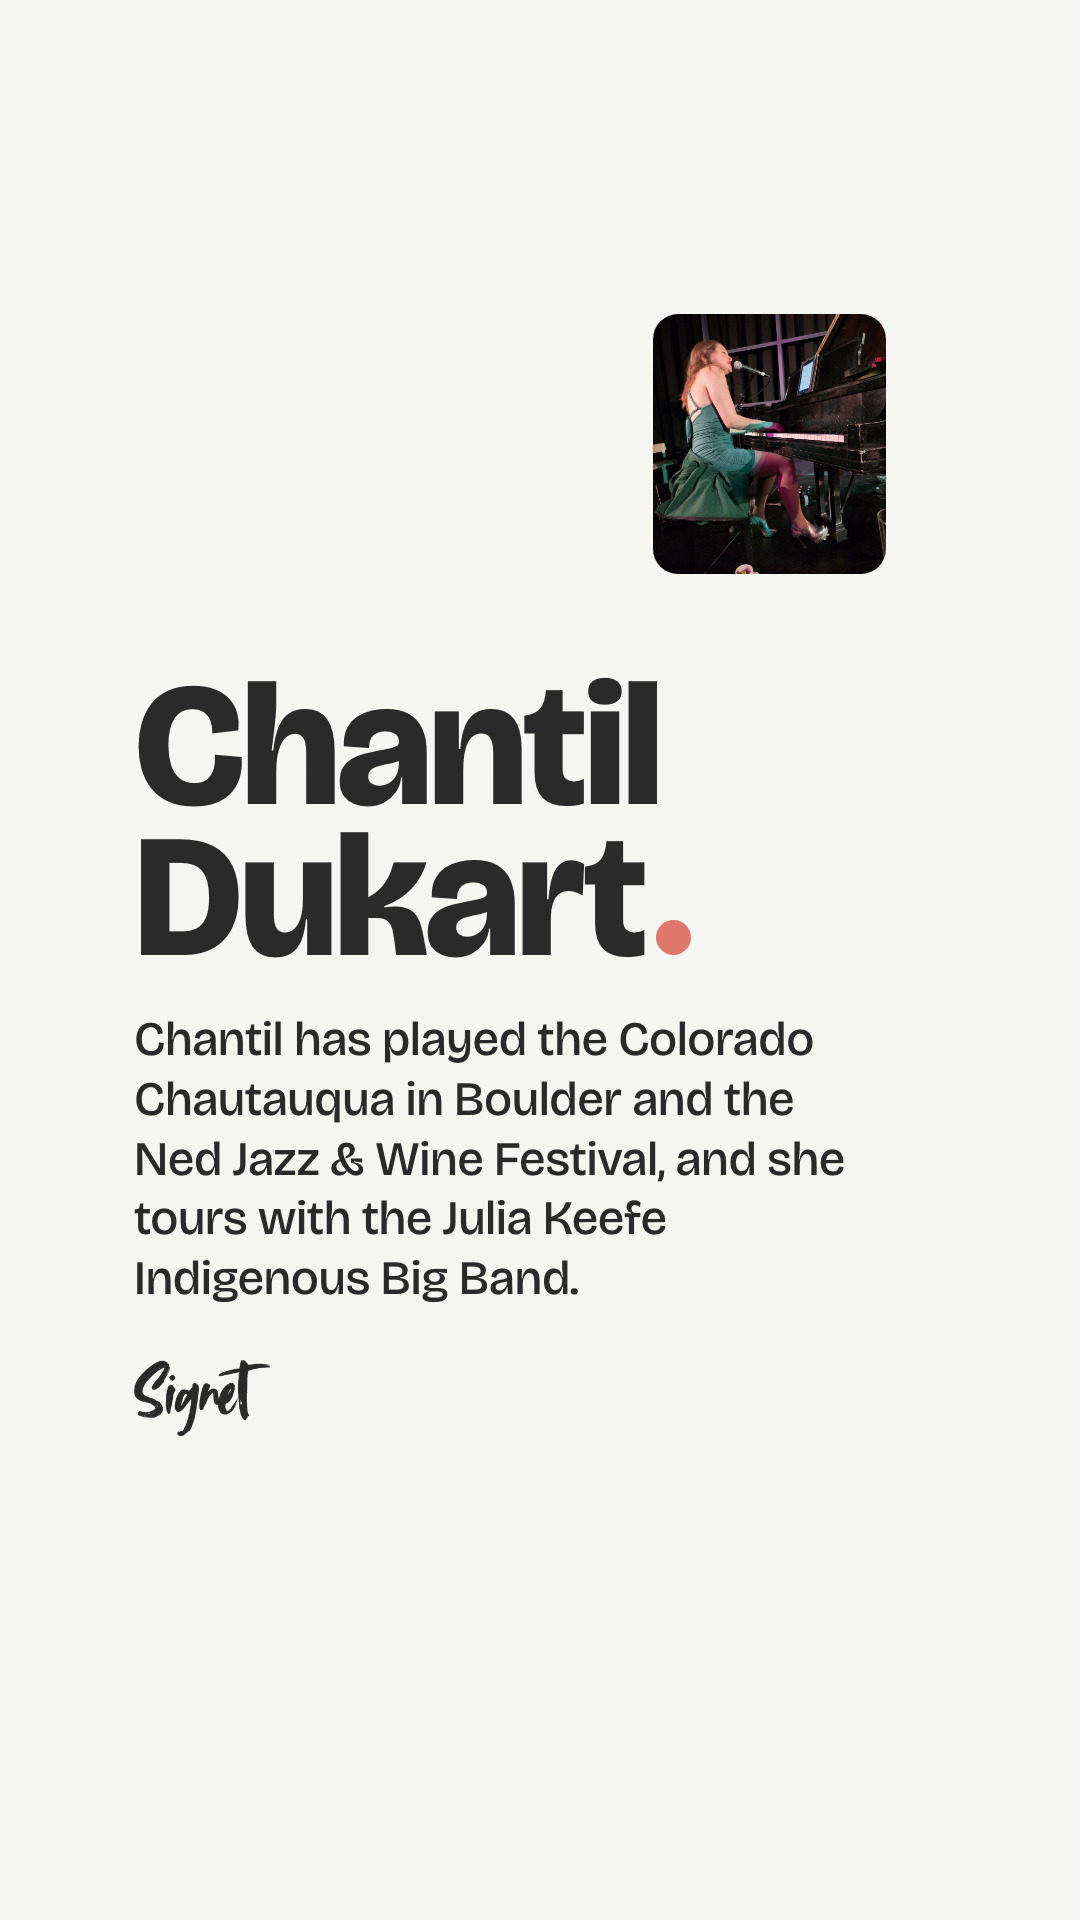 Chantil
Dukart.
Chantil has played the Colorado
Chautauqua in Boulder and the
Ned Jazz & Wine Festival, and she
tours with the Julia Keefe
Indigenous Big Band.
Signet